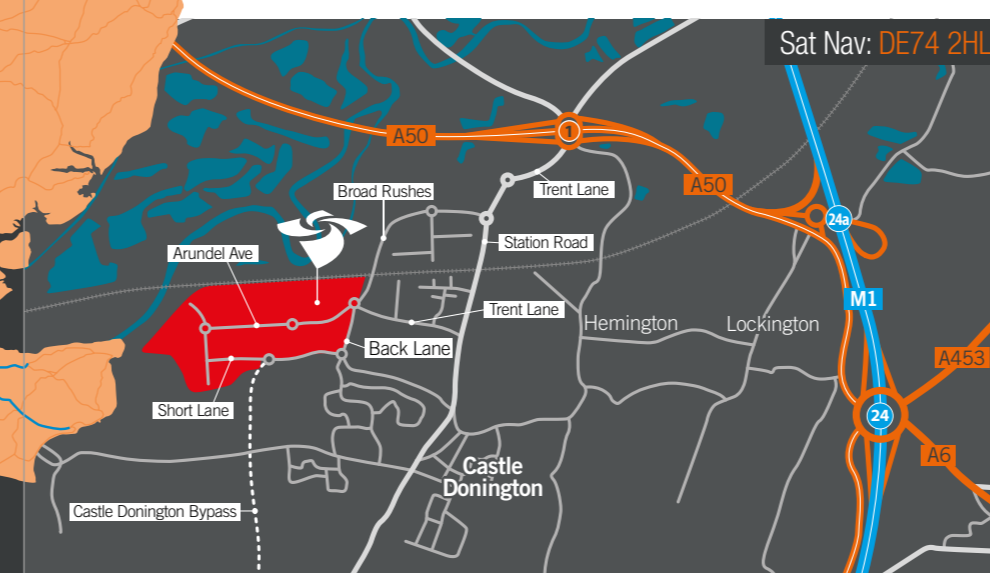 Sat Nav: DE74 2HL
A50
1
Trent Lane
A50
Broad Rushes
24a
Arundel Ave
Station Road
M1
Trent Lane
Hemington
Lockington
Back Lane
A453
Short Lane
24
A6
Castle
Donington
Castle Donington Bypass